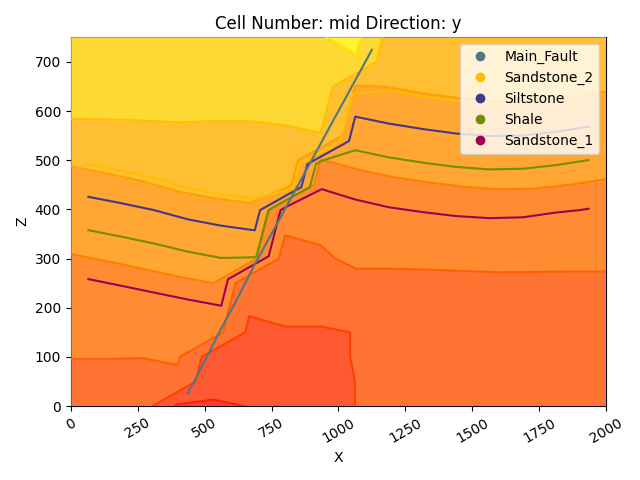 Cell Number: mid Direction: y
Main_Fault
Sandstone_2
Siltstone
Shale
Sandstone_1
700
600
500
400
300
200
100
0
Z
0
250
500
750
1000
1250
1500
1750
2000
X